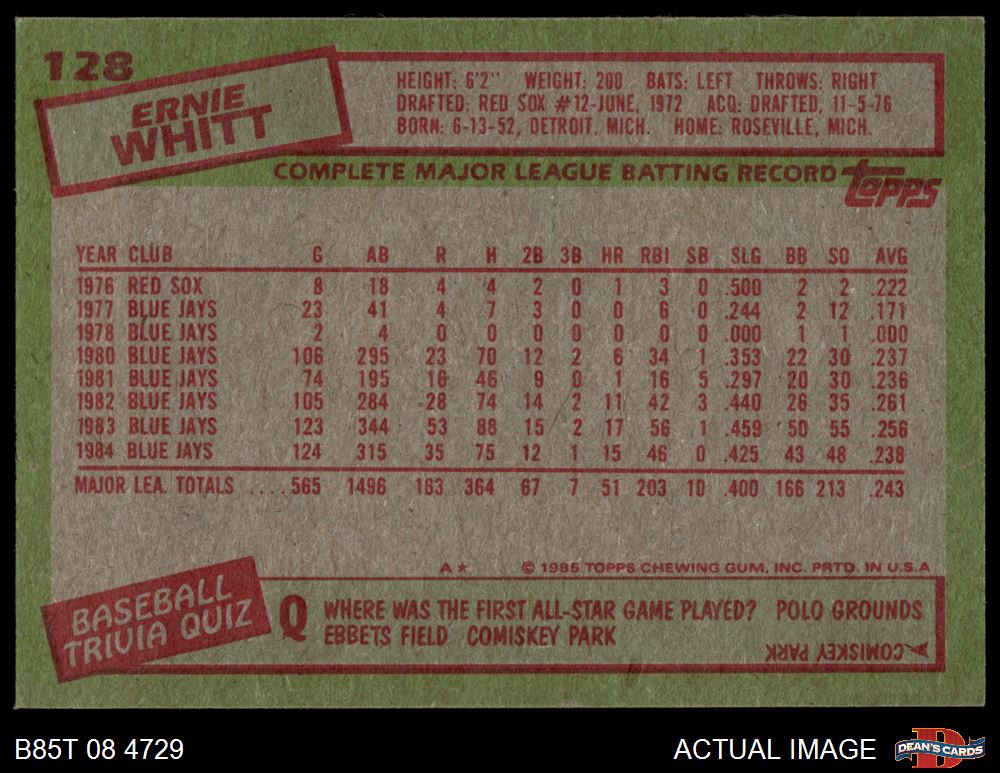 128
ERNIE
WHITT
HEIGHT: 6'2" WEIGHT: 200 BATS: LEFT THROWS: RIGHT
DRAFTED: RED SOX #12-JUNE, 1972 ACQ: DRAFTED, 11-5-76
BORN: 6-13-52, DETROIT, MICH. HOME: ROSEVILLE, MICH.
COMPLETE MAJOR LEAGUE BATTING RECORD topps
YEAR CLUB G AB R H 2B 3B HR RBI SB SLG BB SO AVG
1976 RED SOX 8 18 4 4 2 0 1 3 0 .500 2 2 .222
1977 BLUE JAYS 23 41 4 7 3 0 0 6 0 .244 2 12 .171
1978 BLUE JAYS 2 4 0 0 0 0 0 0 0 .000 1 1 .000
1980 BLUE JAYS 106 295 23 70 12 2 6 34 1 .353 22 30 .237
1981 BLUE JAYS 74 195 16 46 9 0 1 16 5 .297 20 30 .236
1982 BLUE JAYS 105 284 28 74 14 2 11 42 3 .440 26 35 .261
1983 BLUE JAYS 123 344 53 88 15 2 17 56 1 .459 50 55 .256
1984 BLUE JAYS 124 315 35 75 12 1 15 46 0 .425 43 48 .238
MAJOR LEA. TOTALS .... 565 1496 163 364 67 7 51 203 10 .400 166 213 .243
A* © 1985 TOPPS CHEWING GUM, INC. PRTD. IN U.S.A
BASEBALL
TRIVIA QUIZ
Q WHERE WAS THE FIRST ALL-STAR GAME PLAYED? POLO GROUNDS
EBBETS FIELD COMISKEY PARK
A COMISKEY PARK
B85T 08 4729 ACTUAL IMAGE D DEAN'S CARDS